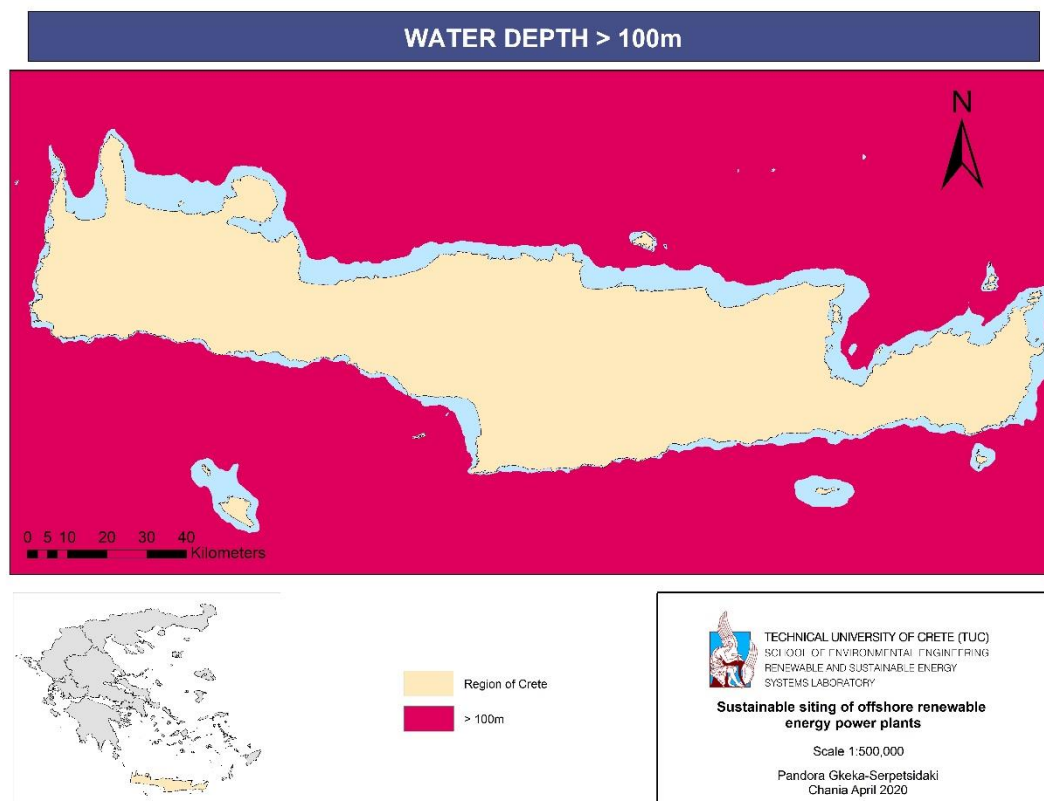 WATER DEPTH > 100m
N
0 5 10 20 30 40
Kilometers
Region of Crete
> 100m
TECHNICAL UNIVERSITY OF CRETE (TUC)
SCHOOL OF ENVIRONMENTAL ENGINEERING
RENEWABLE AND SUSTAINABLE ENERGY
SYSTEMS LABORATORY
Sustainable siting of offshore renewable
energy power plants
Scale 1:500,000
Pandora Gkeka-Serpetsidaki
Chania April 2020